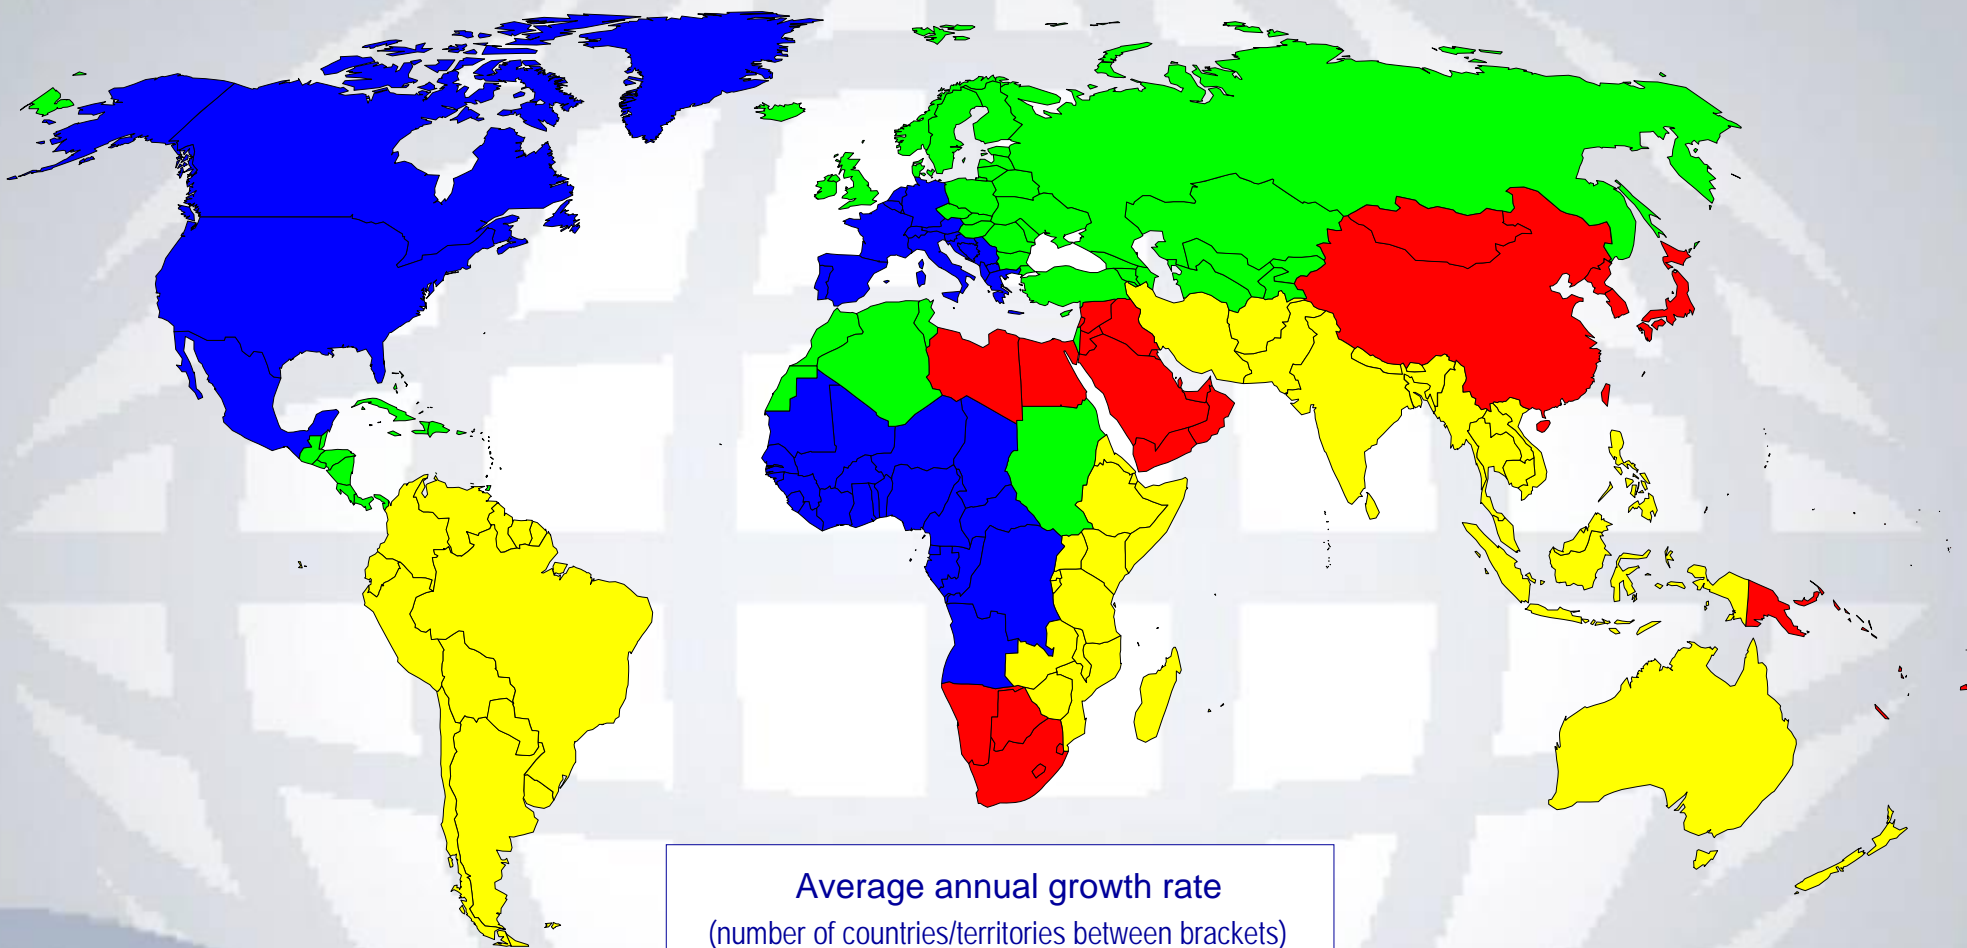 Average annual growth rate
(number of countries/territories between brackets)